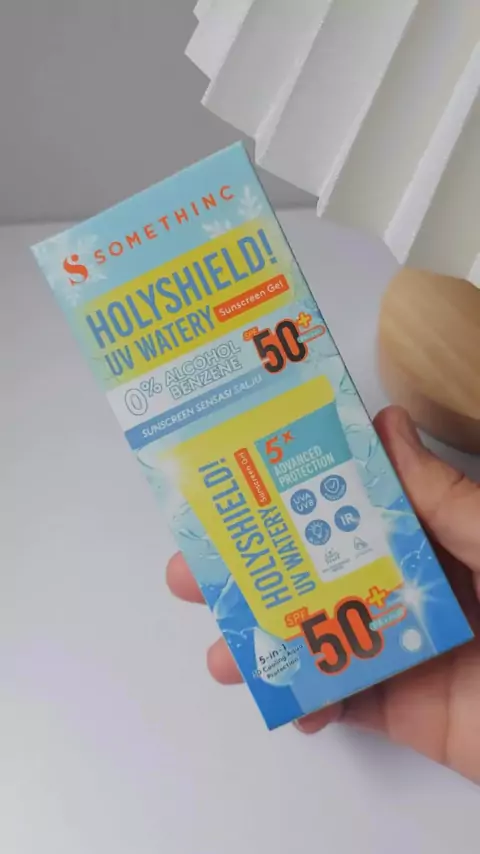 SOMETHINC
HOLYSHIELD!
UV WATERY
Sunscreen Gel
0% ALCOHOL
BENZENE
SPF
50+
SUNSCREEN SENSASI SALJU
HOLYSHIELD!
UV WATERY
Sunscreen Gel
5x
ADVANCED
PROTECTION
UVA
UVB
IR
SPF
50+
5-in-1
Protection